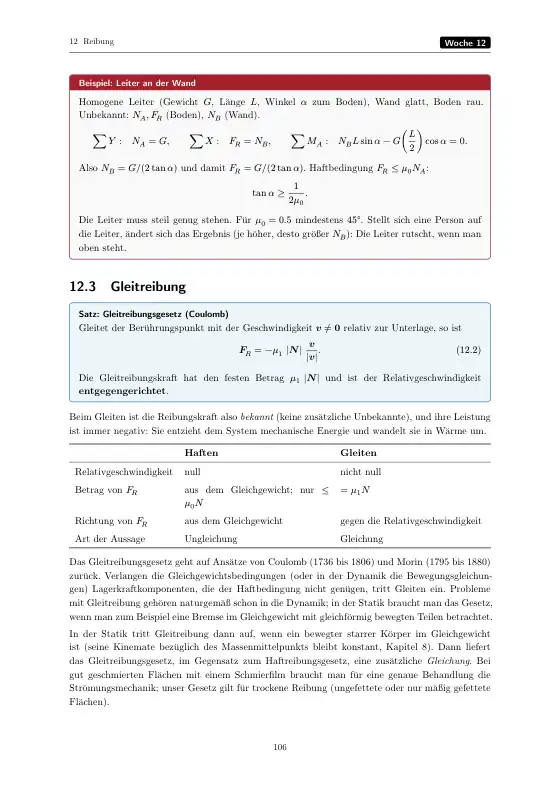 12 Reibung
Woche 12
Beispiel: Leiter an der Wand
Homogene Leiter (Gewicht G, Länge L, Winkel α zum Boden), Wand glatt, Boden rau.
Unbekannt: N_A, F_R (Boden), N_B (Wand).
∑ Y : N_A = G, ∑ X : F_R = N_B, ∑ M_A : N_B L sin α − G(L/2) cos α = 0.
Also N_B = G/(2 tan α) und damit F_R = G/(2 tan α). Haftbedingung F_R ≤ μ₀N_A:
tan α ≥ 1/(2μ₀).
Die Leiter muss steil genug stehen. Für μ₀ = 0.5 mindestens 45°. Stellt sich eine Person auf
die Leiter, ändert sich das Ergebnis (je höher, desto größer N_B): Die Leiter rutscht, wenn man
oben steht.
12.3 Gleitreibung
Satz: Gleitreibungsgesetz (Coulomb)
Gleitet der Berührungspunkt mit der Geschwindigkeit v ≠ 0 relativ zur Unterlage, so ist
F_R = −μ₁ |N| v/|v|. (12.2)
Die Gleitreibungskraft hat den festen Betrag μ₁ |N| und ist der Relativgeschwindigkeit
entgegengerichtet.
Beim Gleiten ist die Reibungskraft also bekannt (keine zusätzliche Unbekannte), und ihre Leistung
ist immer negativ: Sie entzieht dem System mechanische Energie und wandelt sie in Wärme um.
Haften Gleiten
Relativgeschwindigkeit null nicht null
Betrag von F_R aus dem Gleichgewicht; nur ≤ = μ₁N
μ₀N
Richtung von F_R aus dem Gleichgewicht gegen die Relativgeschwindigkeit
Art der Aussage Ungleichung Gleichung
Das Gleitreibungsgesetz geht auf Ansätze von Coulomb (1736 bis 1806) und Morin (1795 bis 1880)
zurück. Verlangen die Gleichgewichtsbedingungen (oder in der Dynamik die Bewegungsgleichun-
gen) Lagerkraftkomponenten, die der Haftbedingung nicht genügen, tritt Gleiten ein. Probleme
mit Gleitreibung gehören naturgemäß schon in die Dynamik; in der Statik braucht man das Gesetz,
wenn man zum Beispiel eine Bremse im Gleichgewicht mit gleichförmig bewegten Teilen betrachtet.
In der Statik tritt Gleitreibung dann auf, wenn ein bewegter starrer Körper im Gleichgewicht
ist (seine Kinemate bezüglich des Massenmittelpunkts bleibt konstant, Kapitel 8). Dann liefert
das Gleitreibungsgesetz, im Gegensatz zum Haftreibungsgesetz, eine zusätzliche Gleichung. Bei
gut geschmierten Flächen mit einem Schmierfilm braucht man für eine genaue Behandlung die
Strömungsmechanik; unser Gesetz gilt für trockene Reibung (ungefettete oder nur mäßig gefettete
Flächen).
106